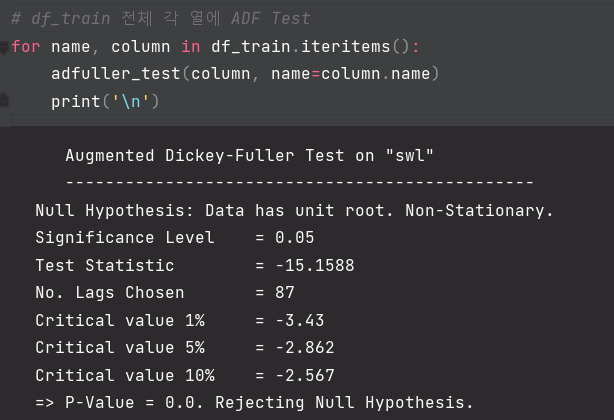 # df_train 전체 각 열에 ADF Test
for name, column in df_train.iteritems():
    adfuller_test(column, name=column.name)
    print('\n')
    Augmented Dickey-Fuller Test on "swl"
    -----------------------------------------------
Null Hypothesis: Data has unit root. Non-Stationary.
Significance Level    = 0.05
Test Statistic        = -15.1588
No. Lags Chosen       = 87
Critical value 1%     = -3.43
Critical value 5%     = -2.862
Critical value 10%    = -2.567
=> P-Value = 0.0. Rejecting Null Hypothesis.